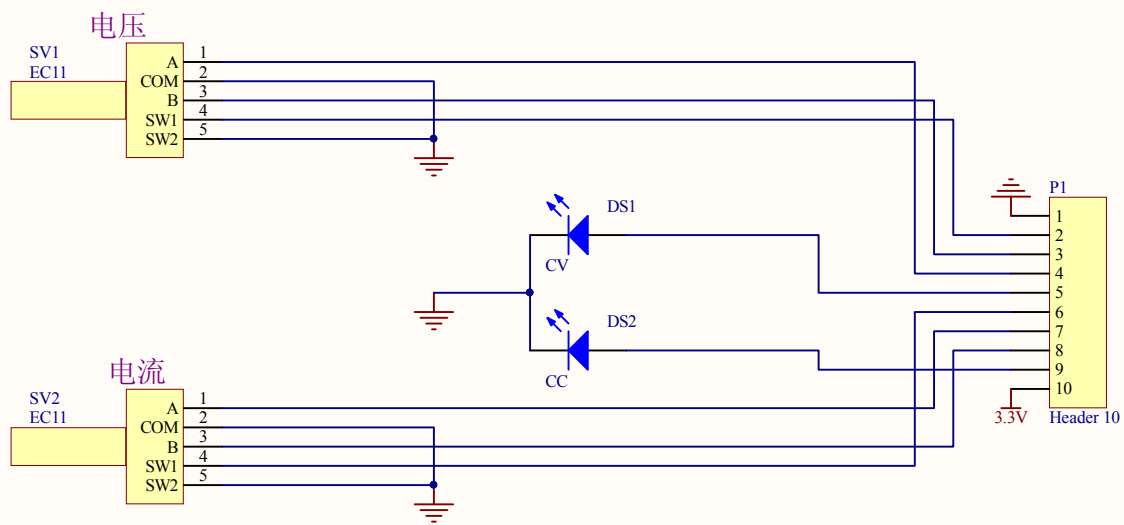 电压
SV1
EC11
A 1
COM 2
B 3
SW1 4
SW2 5
DS1
CV
DS2
CC
P1
1
2
3
4
5
6
7
8
9
10
3.3V
Header 10
电流
SV2
EC11
A 1
COM 2
B 3
SW1 4
SW2 5